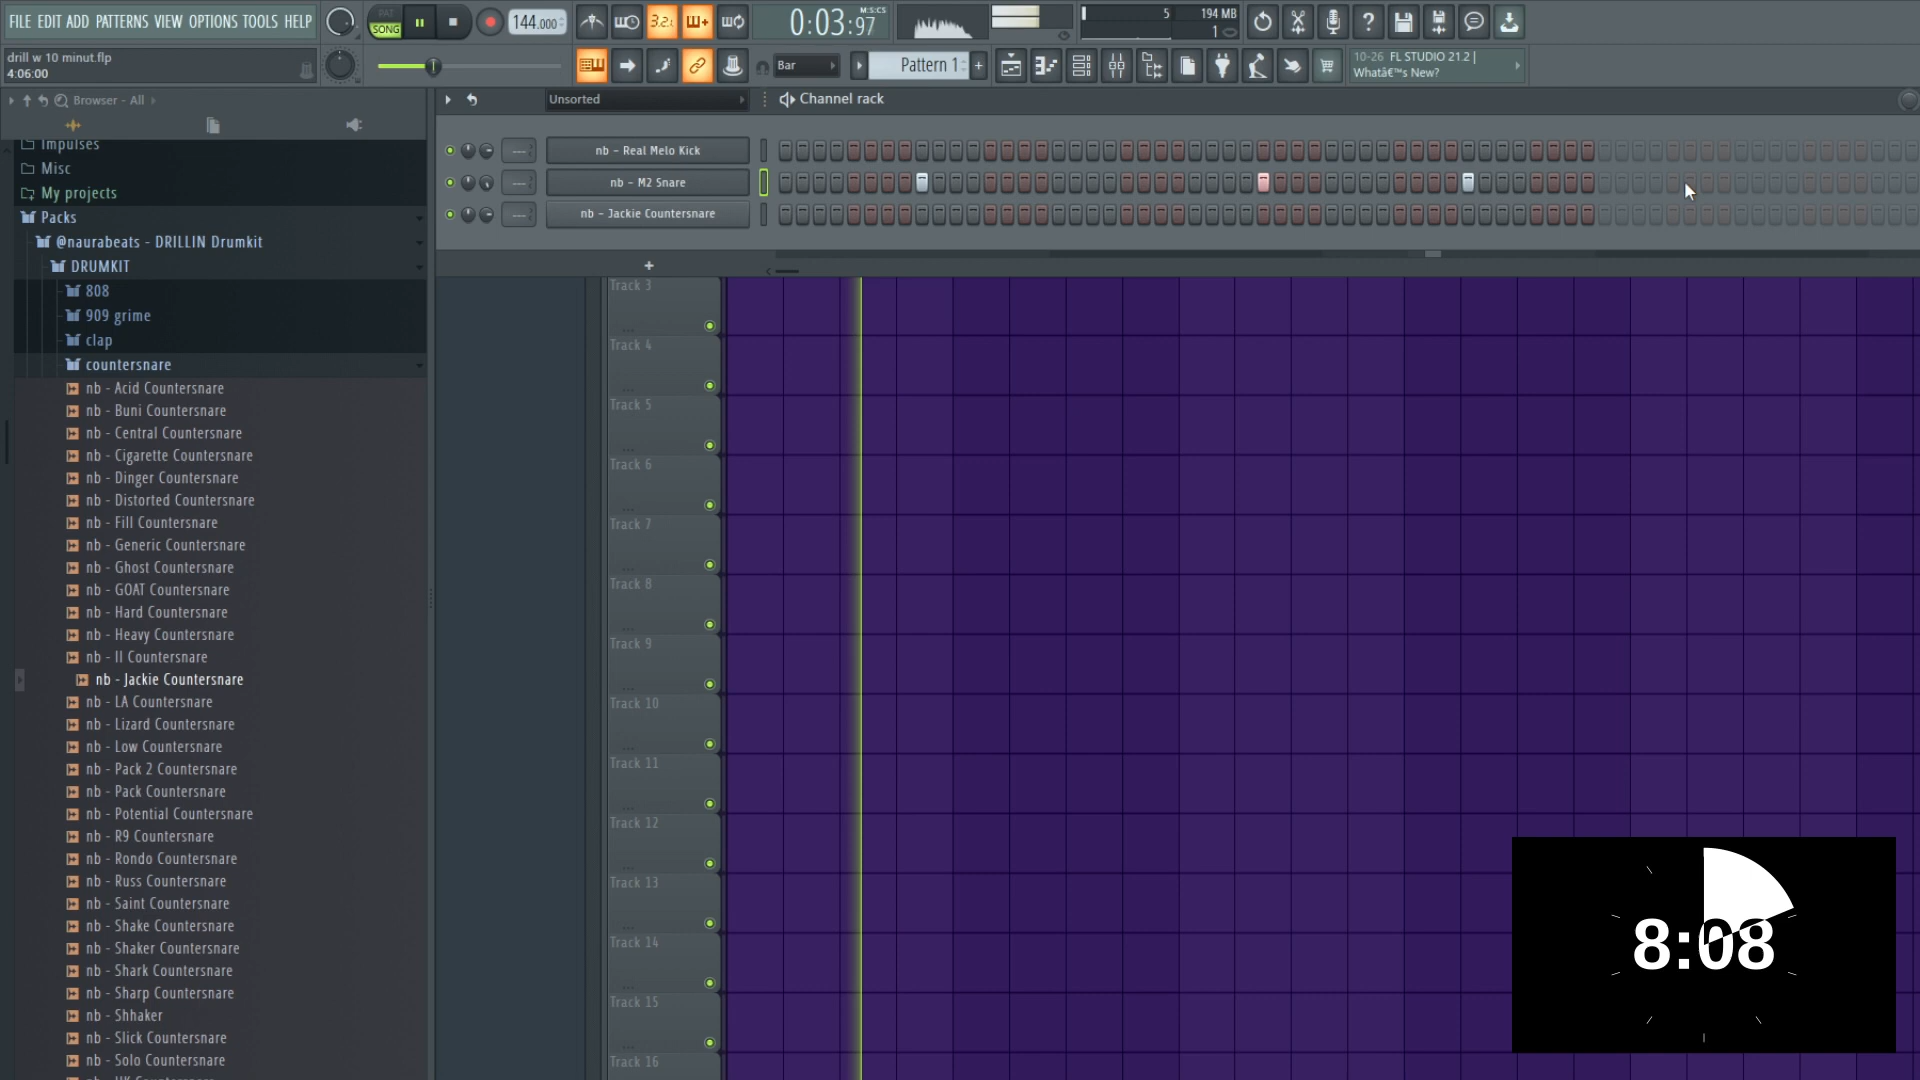 FILE EDIT ADD PATTERNS VIEW OPTIONS TOOLS HELP
PAT
SONG
144.000
3.2.
0:03:97
M:S:CS
5
194 MB
1
drill w 10 minut.flp
4:06:00
Bar
Pattern 1
10-26 FL STUDIO 21.2 |
Whatâ€™s New?
Browser - All
Unsorted
Channel rack
Impulses
Misc
My projects
Packs
@naurabeats - DRILLIN Drumkit
DRUMKIT
808
909 grime
clap
countersnare
nb - Acid Countersnare
nb - Buni Countersnare
nb - Central Countersnare
nb - Cigarette Countersnare
nb - Dinger Countersnare
nb - Distorted Countersnare
nb - Fill Countersnare
nb - Generic Countersnare
nb - Ghost Countersnare
nb - GOAT Countersnare
nb - Hard Countersnare
nb - Heavy Countersnare
nb - II Countersnare
nb - Jackie Countersnare
nb - LA Countersnare
nb - Lizard Countersnare
nb - Low Countersnare
nb - Pack 2 Countersnare
nb - Pack Countersnare
nb - Potential Countersnare
nb - R9 Countersnare
nb - Rondo Countersnare
nb - Russ Countersnare
nb - Saint Countersnare
nb - Shake Countersnare
nb - Shaker Countersnare
nb - Shark Countersnare
nb - Sharp Countersnare
nb - Shhaker
nb - Slick Countersnare
nb - Solo Countersnare
nb - Real Melo Kick
nb - M2 Snare
nb - Jackie Countersnare
Track 3
Track 4
Track 5
Track 6
Track 7
Track 8
Track 9
Track 10
Track 11
Track 12
Track 13
Track 14
Track 15
Track 16
8:08